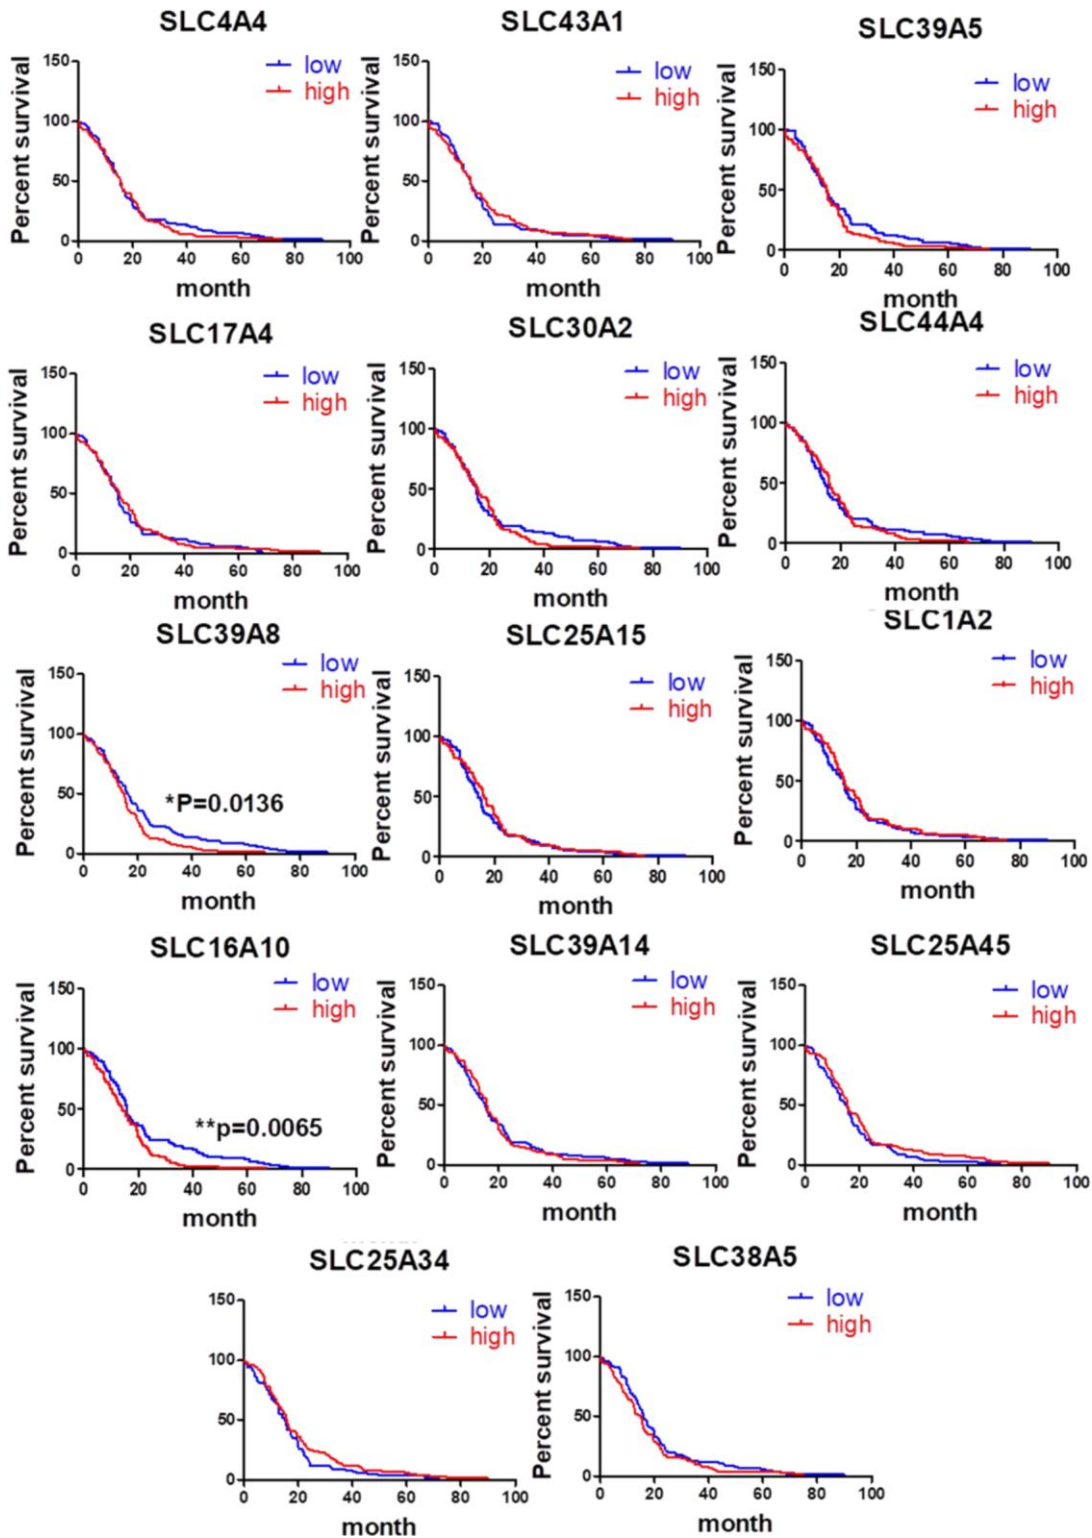 SLC4A4
150
100
50
0
Percent survival
low
high
0 20 40 60 80 100
month
SLC43A1
150
100
50
0
Percent survival
low
high
0 20 40 60 80 100
month
SLC39A5
150
100
50
0
Percent survival
low
high
0 20 40 60 80 100
month
SLC17A4
150
100
50
0
Percent survival
low
high
0 20 40 60 80 100
month
SLC30A2
150
100
50
0
Percent survival
low
high
0 20 40 60 80 100
month
SLC44A4
150
100
50
0
Percent survival
low
high
0 20 40 60 80 100
month
SLC39A8
150
100
50
0
Percent survival
low
high
*P=0.0136
0 20 40 60 80 100
month
SLC25A15
150
100
50
0
Percent survival
low
high
0 20 40 60 80 100
month
SLC1A2
150
100
50
0
Percent survival
low
high
0 20 40 60 80 100
month
SLC16A10
150
100
50
0
Percent survival
low
high
**p=0.0065
0 20 40 60 80 100
month
SLC39A14
150
100
50
0
Percent survival
low
high
0 20 40 60 80 100
month
SLC25A45
150
100
50
0
Percent survival
low
high
0 20 40 60 80 100
month
SLC25A34
150
100
50
0
Percent survival
low
high
0 20 40 60 80 100
month
SLC38A5
150
100
50
0
Percent survival
low
high
0 20 40 60 80 100
month